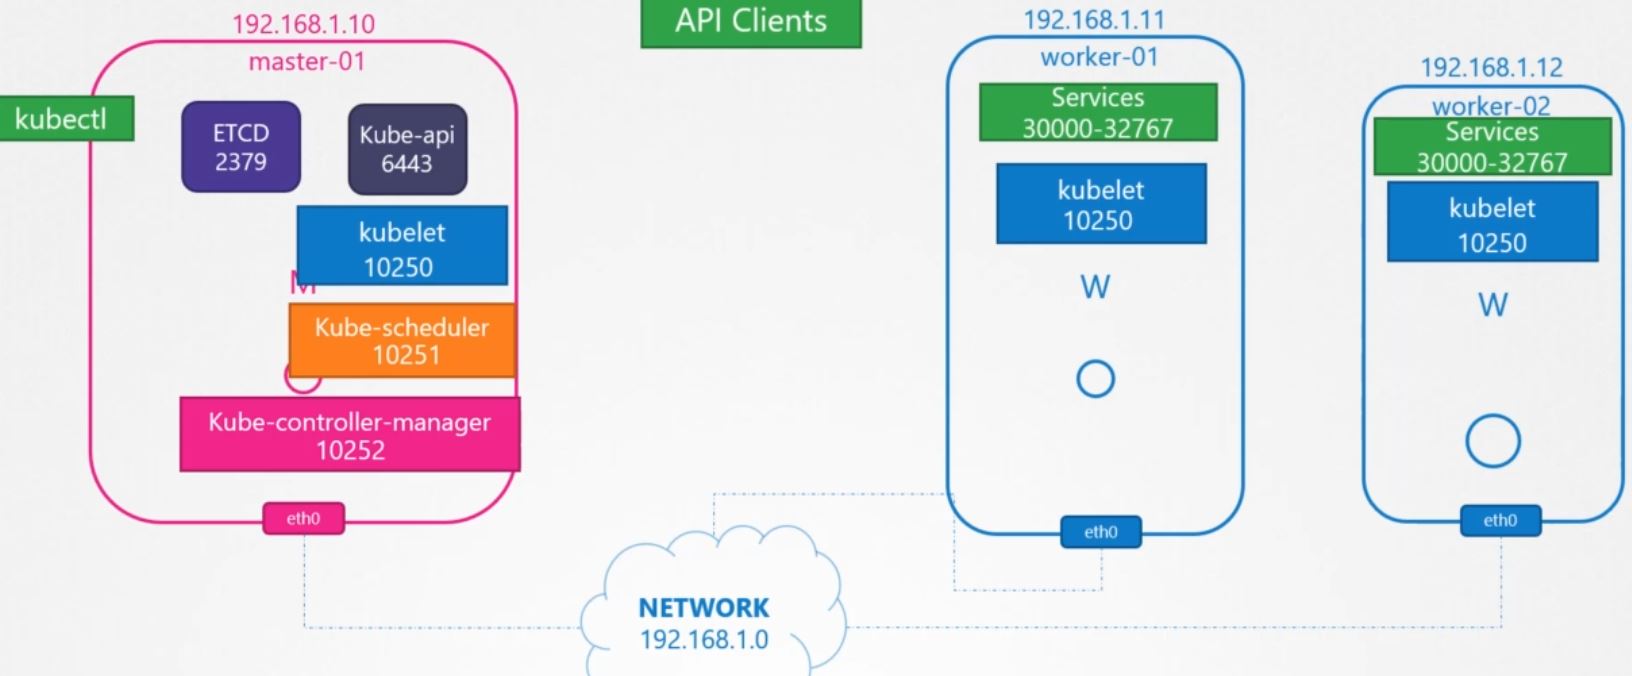 192.168.1.10
master-01
kubectl
ETCD
2379
Kube-api
6443
kubelet
10250
M
Kube-scheduler
10251
Kube-controller-manager
10252
eth0
API Clients
192.168.1.11
worker-01
Services
30000-32767
kubelet
10250
W
eth0
192.168.1.12
worker-02
Services
30000-32767
kubelet
10250
W
eth0
NETWORK
192.168.1.0